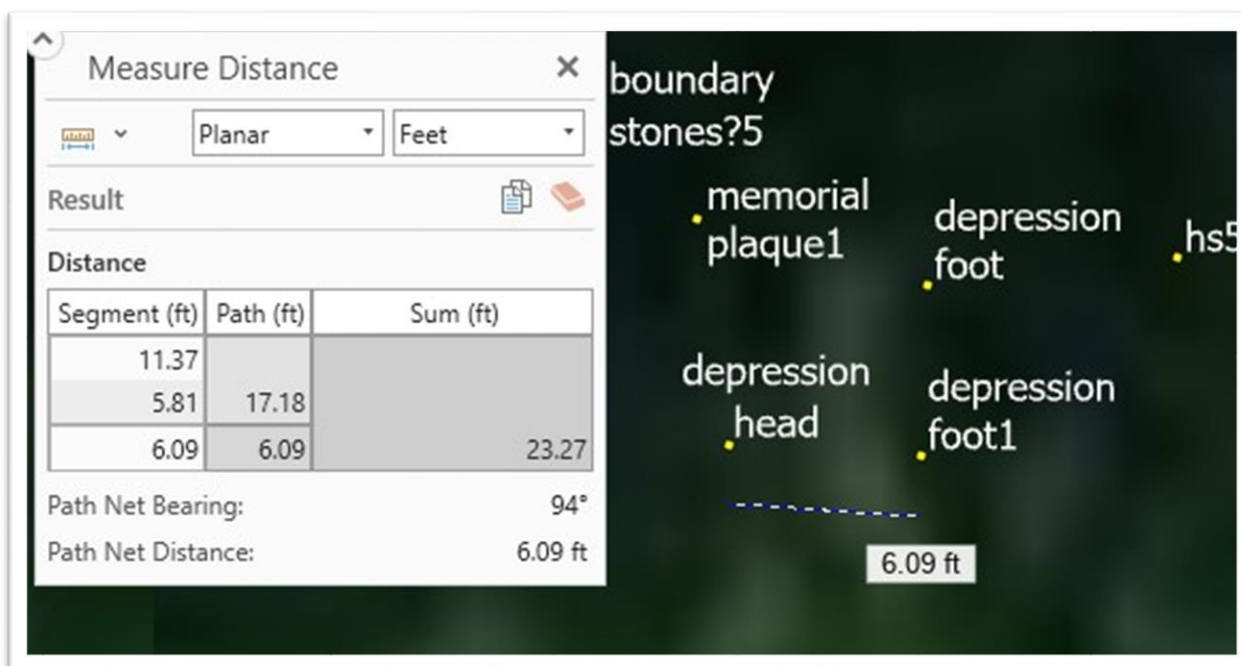 Measure Distance
Planar
Feet
Result
Distance
Segment (ft) Path (ft) Sum (ft)
11.37
5.81 17.18
6.09 6.09 23.27
Path Net Bearing: 94°
Path Net Distance: 6.09 ft
boundary
stones?5
memorial
plaque1
depression
foot
hs5
depression
head
depression
foot1
6.09 ft